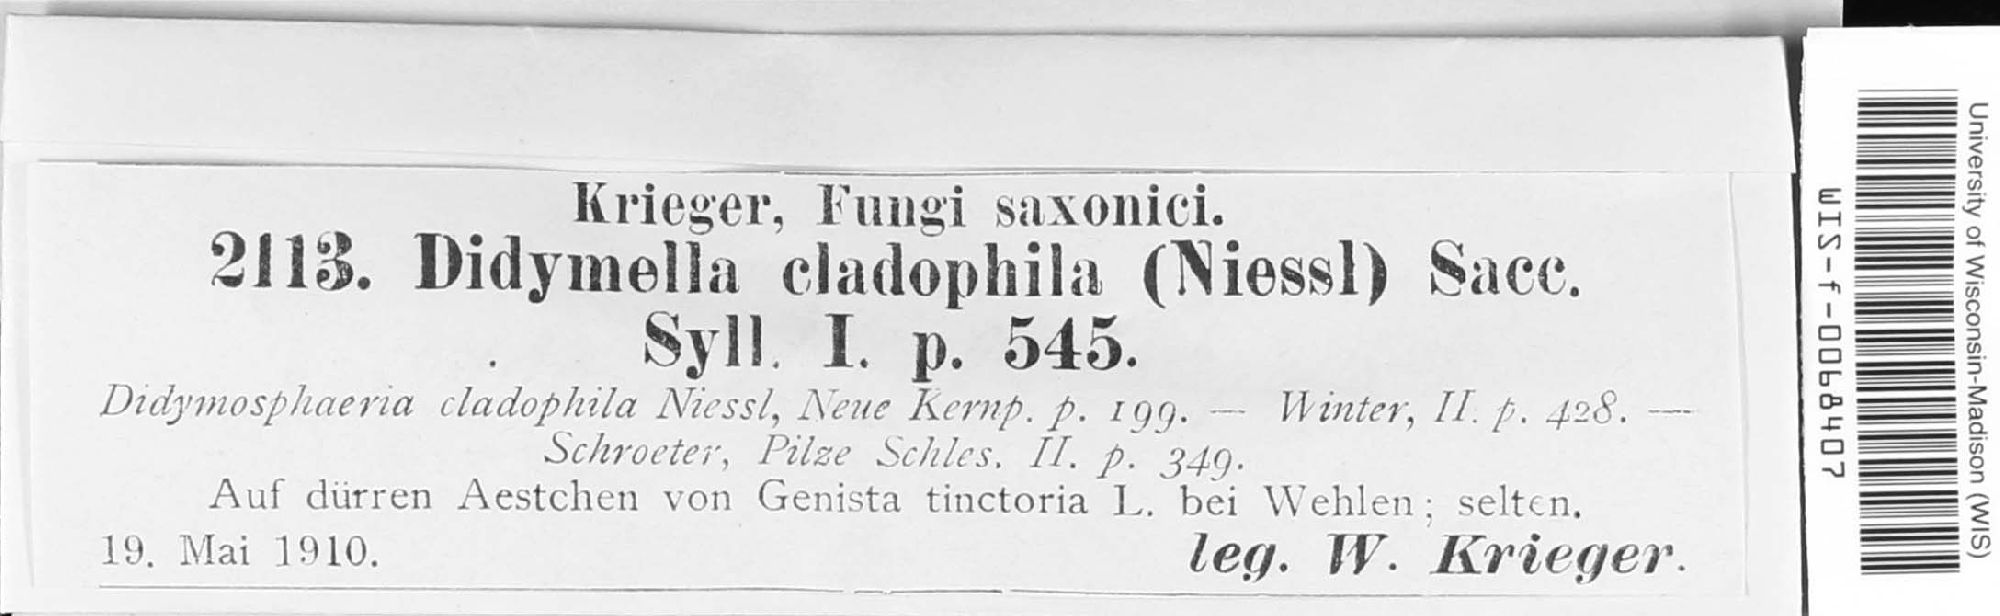 Krieger, Fungi saxonici.
2113. Didymella cladophila (Niessl) Sacc.
Syll. I. p. 545.
Didymosphaeria cladophila Niessl, Neue Kernp. p. 199. — Winter, II. p. 428. —
Schroeter, Pilze Schles. II. p. 349.
Auf dürren Aestchen von Genista tinctoria L. bei Wehlen; selten.
19. Mai 1910.
leg. W. Krieger.
University of Wisconsin-Madison (WIS)
WIS-f-0068407